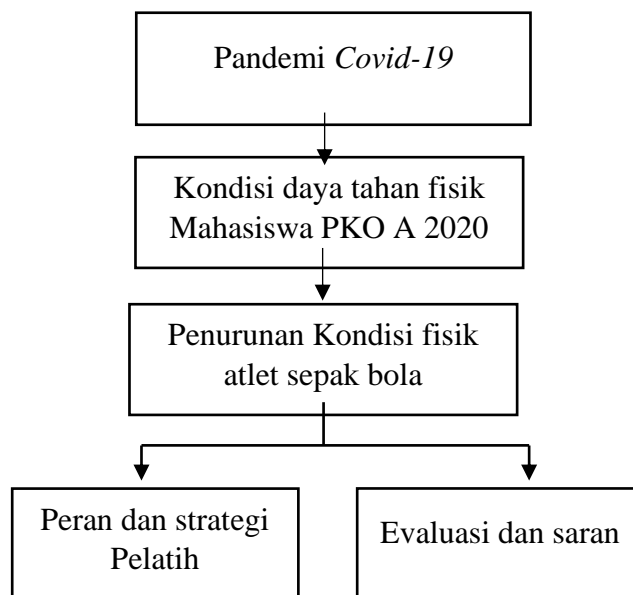 Pandemi Covid-19
Kondisi daya tahan fisik
Mahasiswa PKO A 2020
Penurunan Kondisi fisik
atlet sepak bola
Peran dan strategi
Pelatih
Evaluasi dan saran